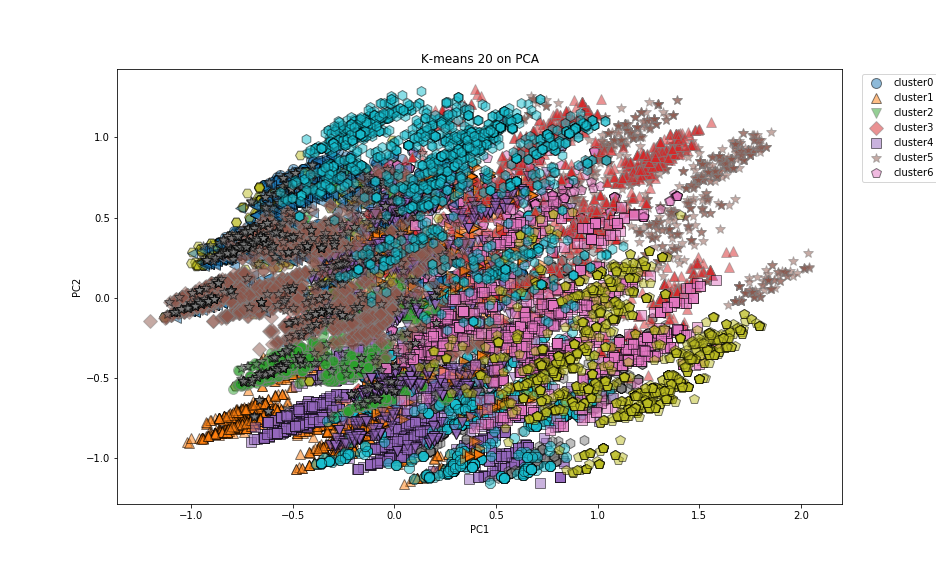 K-means 20 on PCA
cluster0
cluster1
cluster2
cluster3
cluster4
cluster5
cluster6
PC2
1.0
0.5
0.0
−0.5
−1.0
−1.0
−0.5
0.0
0.5
1.0
1.5
2.0
PC1